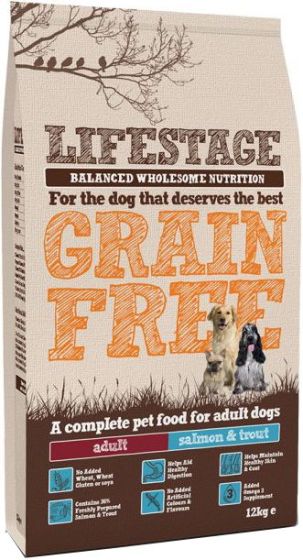 LIFESTAGE
BALANCED WHOLESOME NUTRITION
For the dog that deserves the best
GRAIN
FREE
A complete pet food for adult dogs
adult
salmon & trout
No Added
Wheat, Wheat
Gluten or soya
Helps Aid
Healthy
Digestion
Helps Maintain
Healthy Skin
& Coat
Contains 26%
Freshly Prepared
Salmon & Trout
No Added
Artificial
Colours &
Flavours
3
Added
Omega 3
Supplement
12kg e